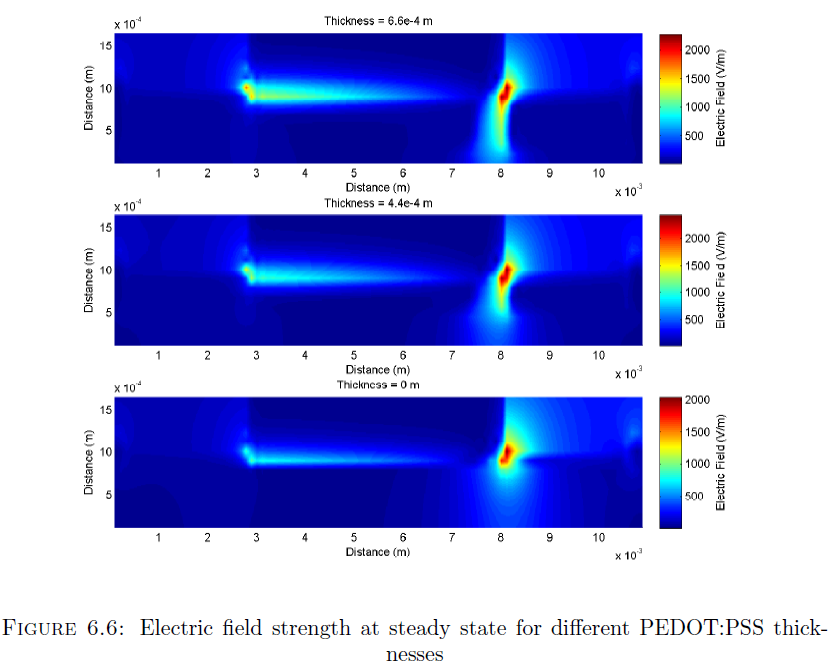 Thickness = 6.6e-4 m
x 10⁻⁴
15
10
5
Distance (m)
1 2 3 4 5 6 7 8 9 10
Distance (m)
x 10⁻³
2000
1500
1000
500
Electric Field (V/m)
Thickness = 4.4e-4 m
x 10⁻⁴
15
10
5
Distance (m)
1 2 3 4 5 6 7 8 9 10
Distance (m)
x 10⁻³
2000
1500
1000
500
Electric Fied (V/m)
Thickness = 0 m
x 10⁻⁴
15
10
5
Distance (m)
1 2 3 4 5 6 7 8 9 10
Distance (m)
x 10⁻³
2000
1500
1000
500
Electric Field (V/m)
FIGURE 6.6: Electric field strength at steady state for different PEDOT:PSS thick-
nesses